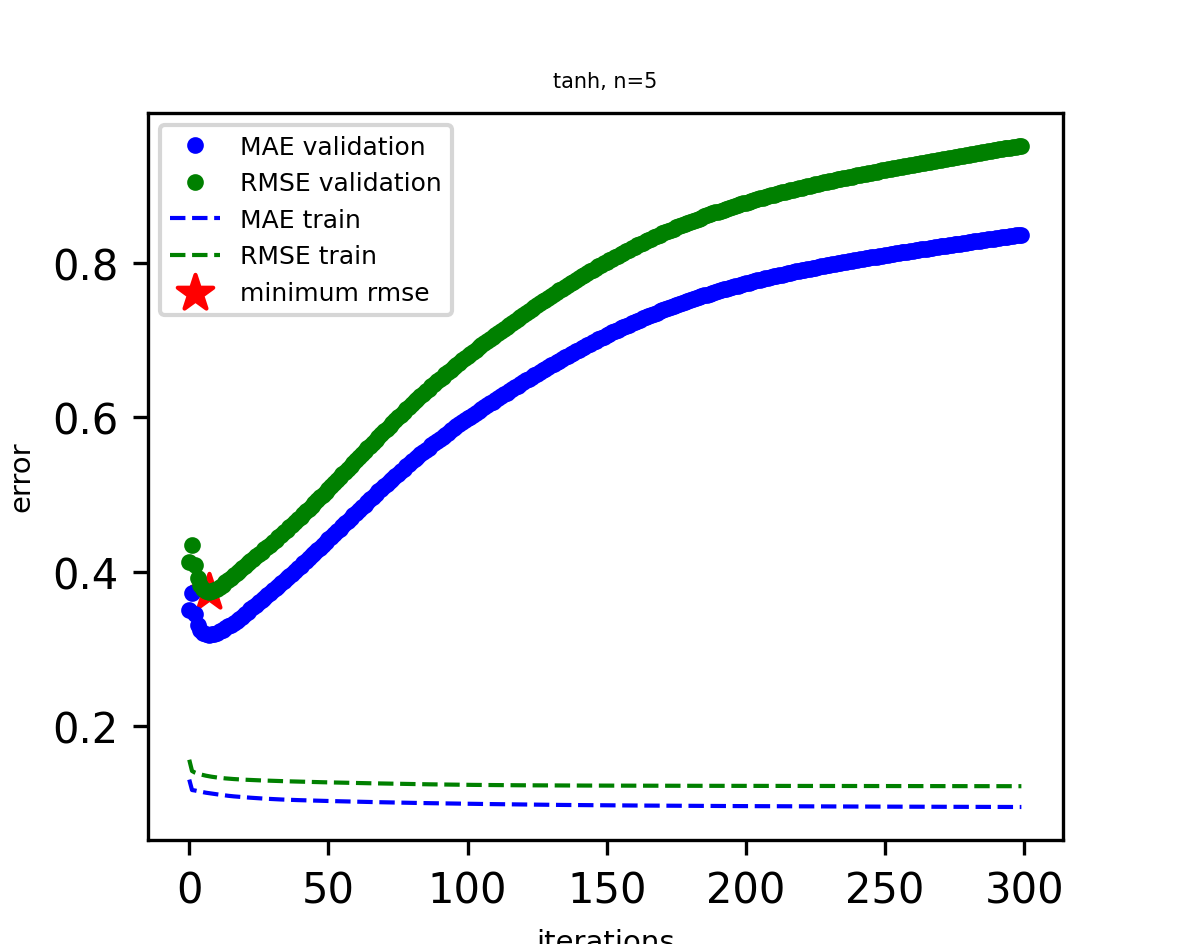 tanh, n=5
MAE validation
RMSE validation
MAE train
RMSE train
minimum rmse
error
0.8
0.6
0.4
0.2
0 50 100 150 200 250 300
iterations